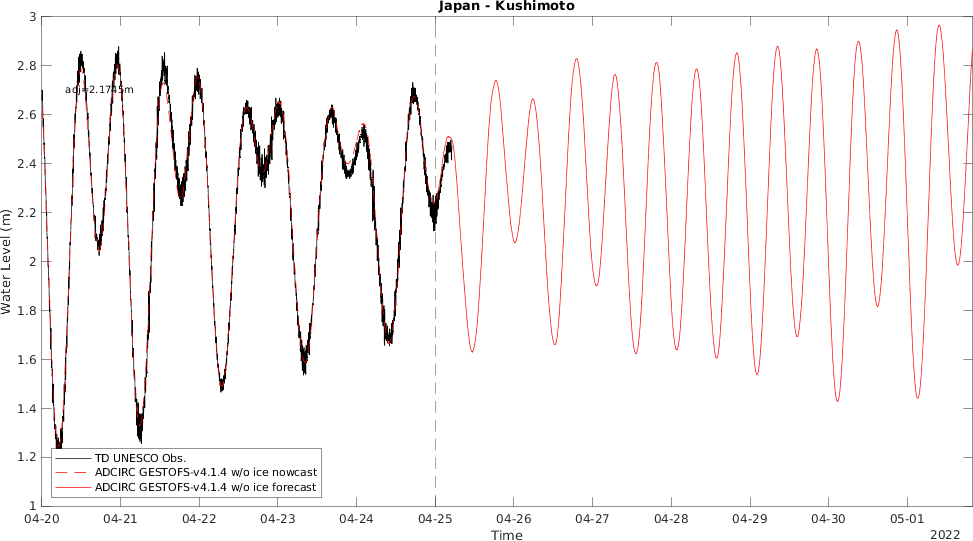 Japan - Kushimoto
3
2.8
adj=2.1745m
2.6
2.4
2.2
2
1.8
1.6
1.4
1.2
1
Water Level (m)
TD UNESCO Obs.
ADCIRC GESTOFS-v4.1.4 w/o ice nowcast
ADCIRC GESTOFS-v4.1.4 w/o ice forecast
04-20 04-21 04-22 04-23 04-24 04-25 04-26 04-27 04-28 04-29 04-30 05-01
Time
2022